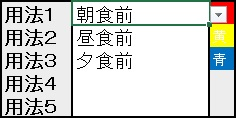 用法1 朝食前
用法2 昼食前 黄
用法3 夕食前 青
用法4
用法5